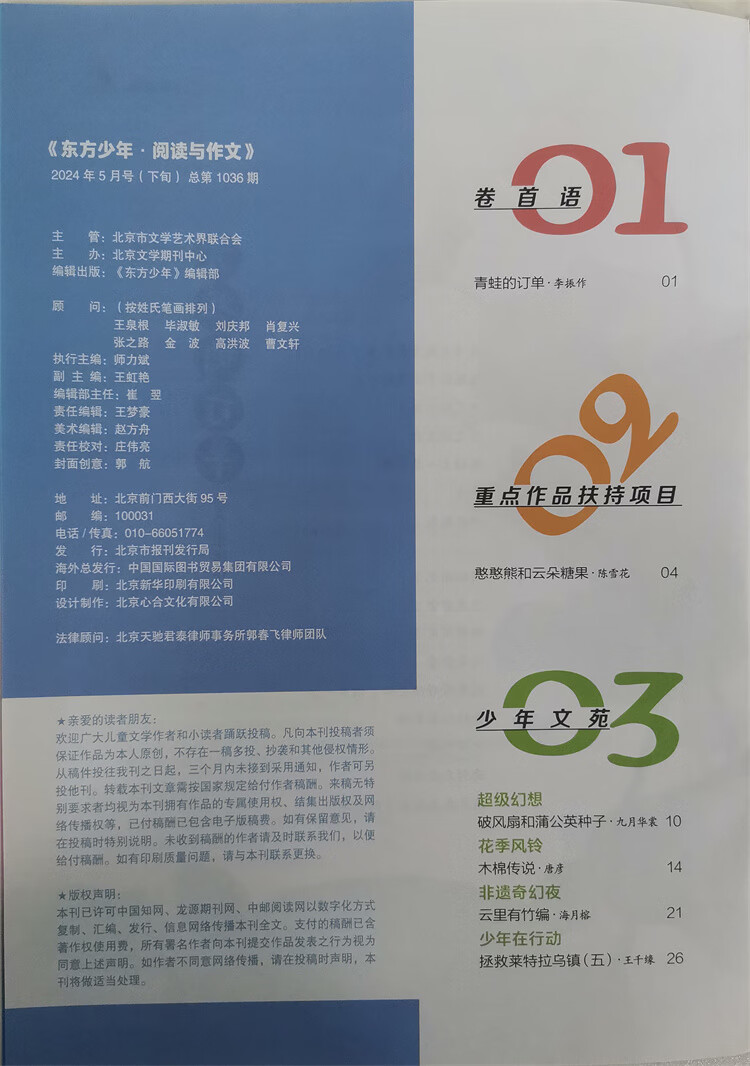 《东方少年·阅读与作文》
2024年5月号（下旬）总第1036期
主　　管：北京市文学艺术界联合会
主　　办：北京文学期刊中心
编辑出版：《东方少年》编辑部
顾　　问：（按姓氏笔画排列）
王泉根　毕淑敏　刘庆邦　肖复兴
张之路　金　波　高洪波　曹文轩
执行主编：师力斌
副 主 编：王虹艳
编辑部主任：崔　翌
责任编辑：王梦豪
美术编辑：赵方舟
责任校对：庄伟亮
封面创意：郭　航
地　　址：北京前门西大街95号
邮　　编：100031
电话/传真：010-66051774
发　　行：北京市报刊发行局
海外总发行：中国国际图书贸易集团有限公司
印　　刷：北京新华印刷有限公司
设计制作：北京心合文化有限公司
法律顾问：北京天驰君泰律师事务所郭春飞律师团队
★亲爱的读者朋友：
欢迎广大儿童文学作者和小读者踊跃投稿。凡向本刊投稿者须
保证作品为本人原创，不存在一稿多投、抄袭和其他侵权情形。
从稿件投往我刊之日起，三个月内未接到采用通知，作者可另
投他刊。转载本刊文章需按国家规定给付作者稿酬。来稿无特
别要求者均视为本刊拥有作品的专属使用权、结集出版权及网
络传播权等，已付稿酬已包含电子版稿费。如有保留意见，请
在投稿时特别说明。未收到稿酬的作者请及时联系我们，以便
给付稿酬。如有印刷质量问题，请与本刊联系更换。
★版权声明：
本刊已许可中国知网、龙源期刊网、中邮阅读网以数字化方式
复制、汇编、发行、信息网络传播本刊全文。支付的稿酬已含
著作权使用费，所有署名作者向本刊提交作品发表之行为视为
同意上述声明。如作者不同意网络传播，请在投稿时声明，本
刊将做适当处理。
卷首语 01
青蛙的订单·李振作 01
重点作品扶持项目 02
憨憨熊和云朵糖果·陈雪花 04
少年文苑 03
超级幻想
破风扇和蒲公英种子·九月华裳 10
花季风铃
木棉传说·唐彦 14
非遗奇幻夜
云里有竹编·海月榕 21
少年在行动
拯救莱特拉乌镇（五）·王千缘 26